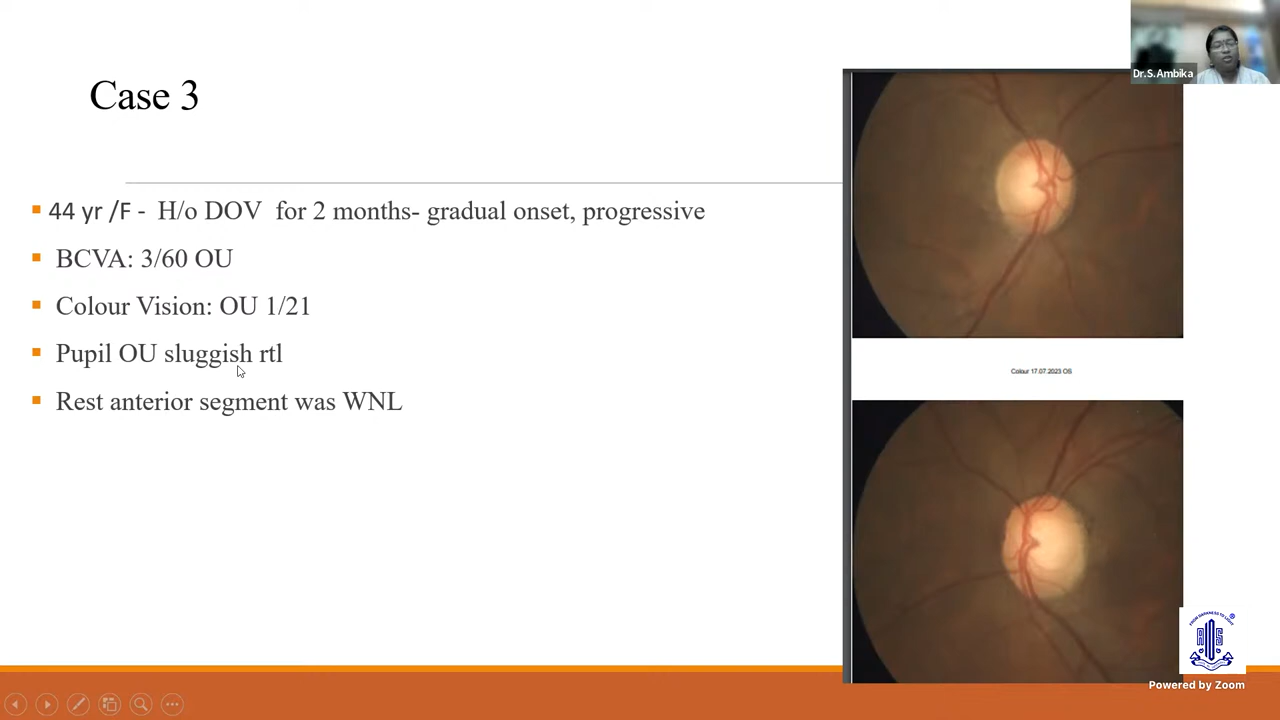 Dr.S.Ambika
Case 3
44 yr /F - H/o DOV for 2 months- gradual onset, progressive
BCVA: 3/60 OU
Colour Vision: OU 1/21
Pupil OU sluggish rtl
Rest anterior segment was WNL
Colour 17.07.2023 OS
Powered by Zoom